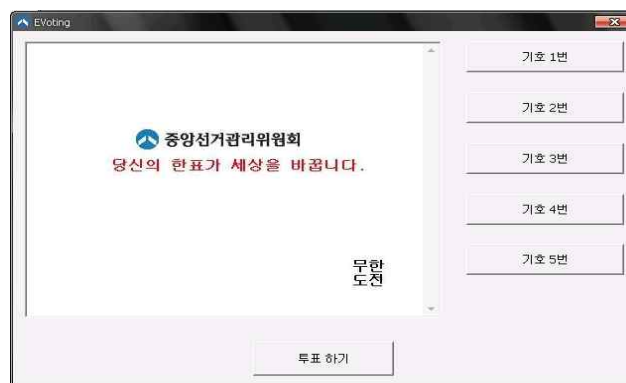 EVoting
중앙선거관리위원회
당신의 한표가 세상을 바꿉니다.
무한
도전
기호 1번
기호 2번
기호 3번
기호 4번
기호 5번
투표 하기